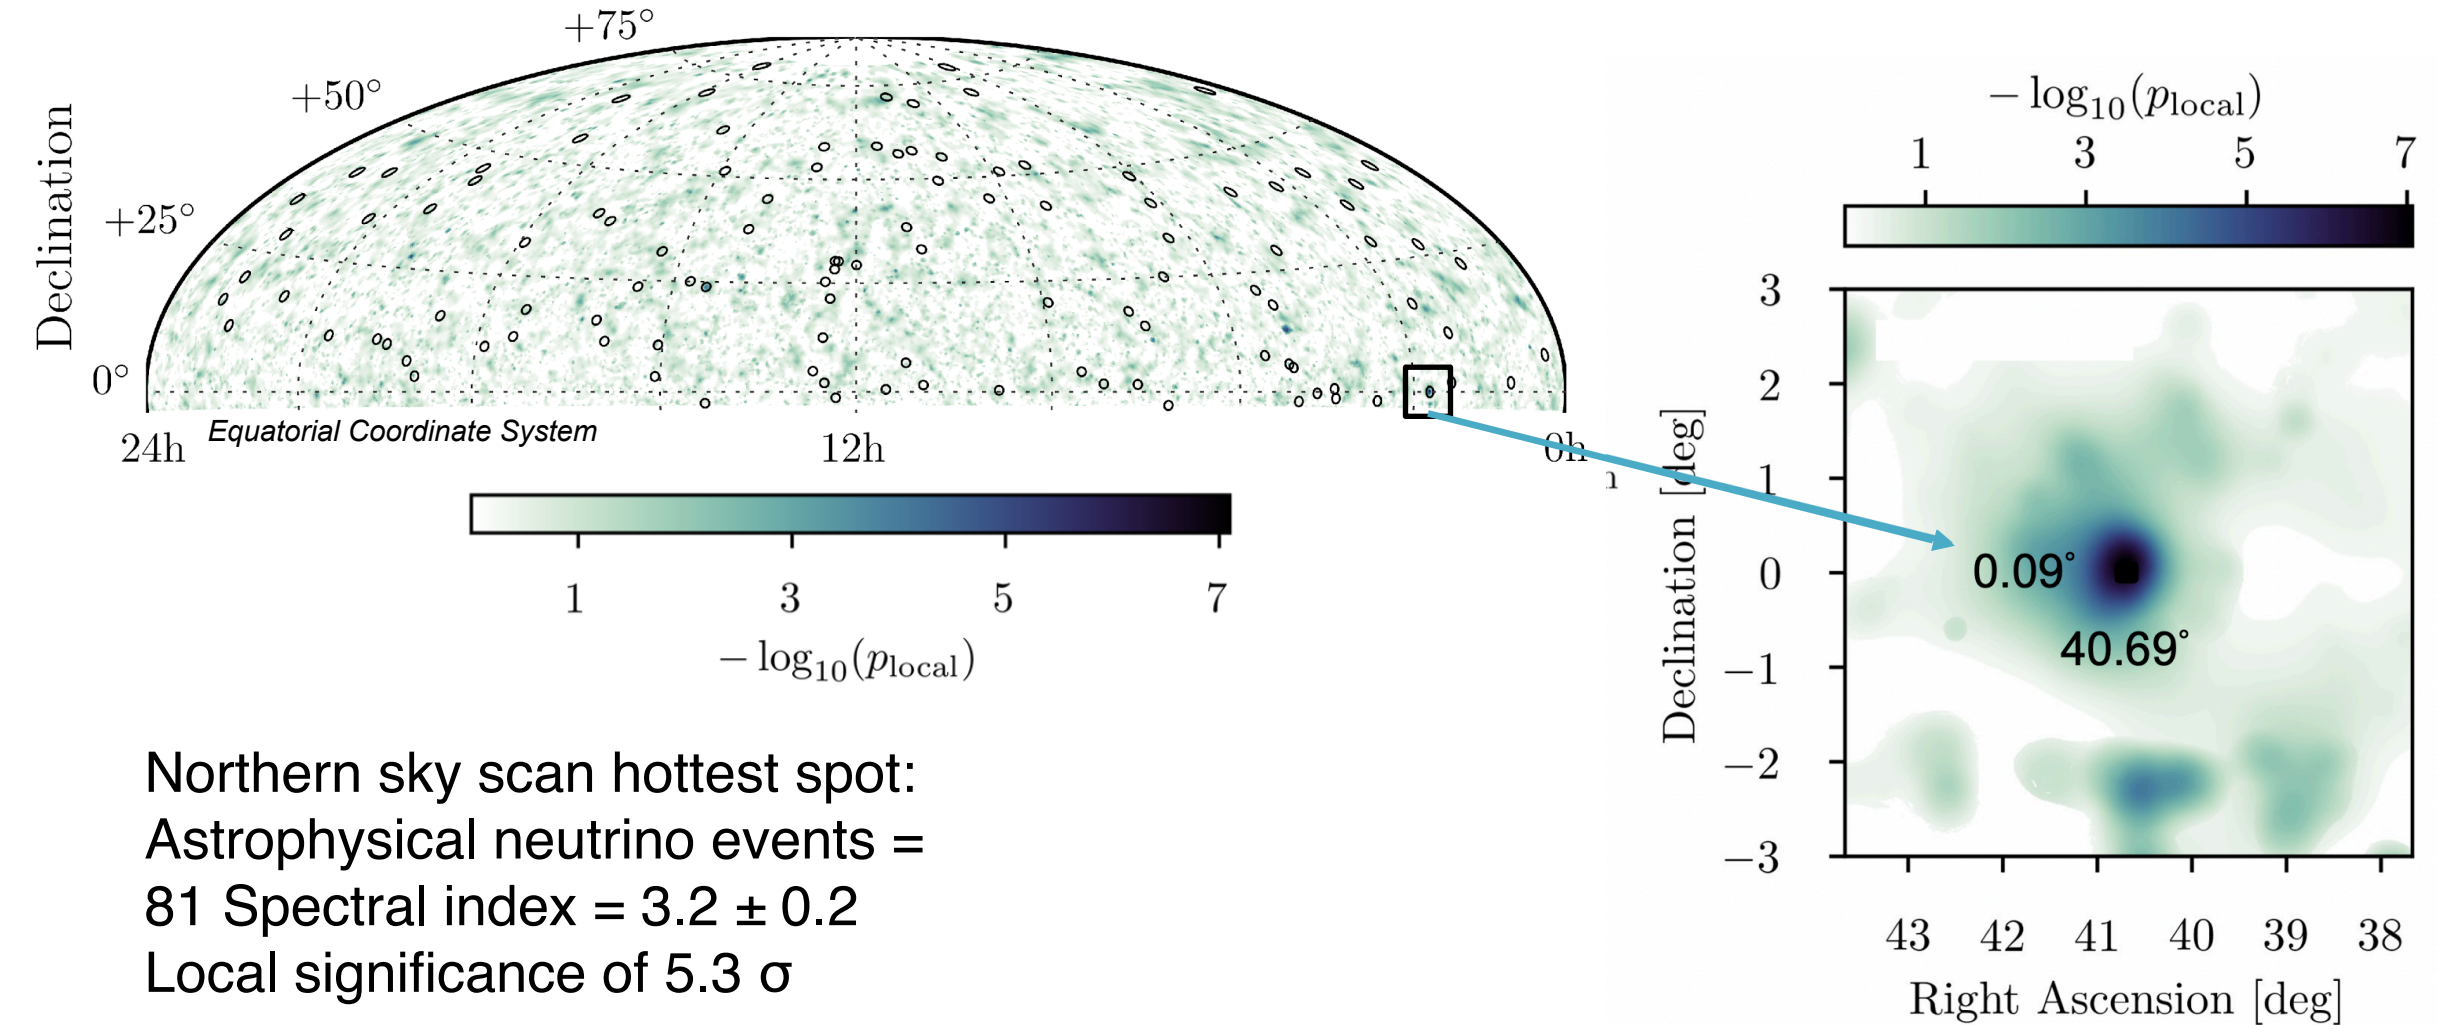 +75°
+50°
+25°
0°
Declination
24h
Equatorial Coordinate System
12h
0h
1 3 5 7
− log10(plocal)
Northern sky scan hottest spot:
Astrophysical neutrino events =
81 Spectral index = 3.2 ± 0.2
Local significance of 5.3 σ
− log10(plocal)
1 3 5 7
Declination [deg]
3
2
1
0
−1
−2
−3
0.09°
40.69°
43 42 41 40 39 38
Right Ascension [deg]